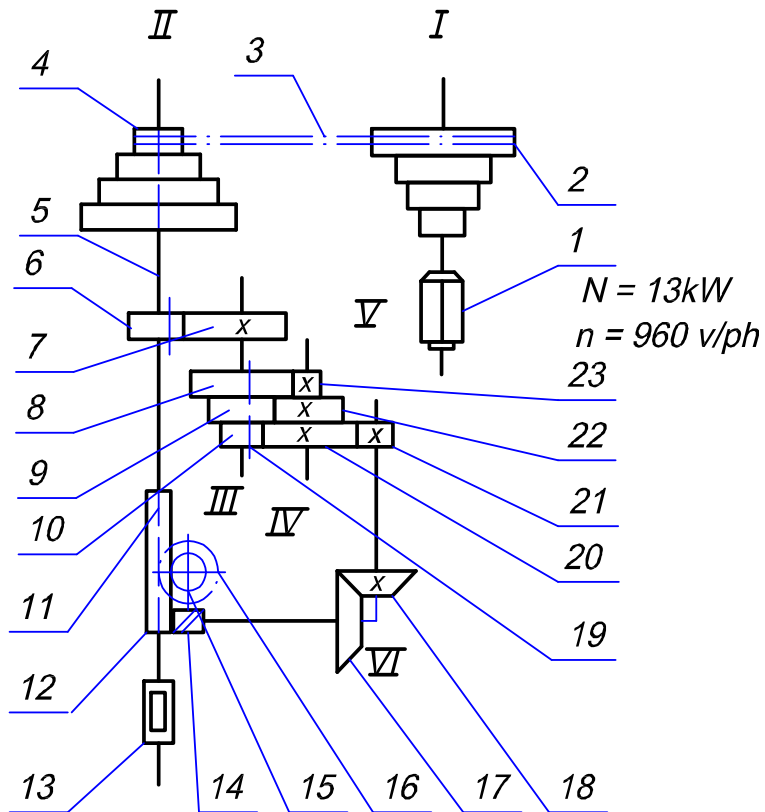 II I
4 3
2
5 1
6 N = 13kW
V
7 n = 960 v/ph
x
23
8 x
22
9 x
x x
10 III IV 21
20
x
11 19
12 VI
13 14 15 16 17 18